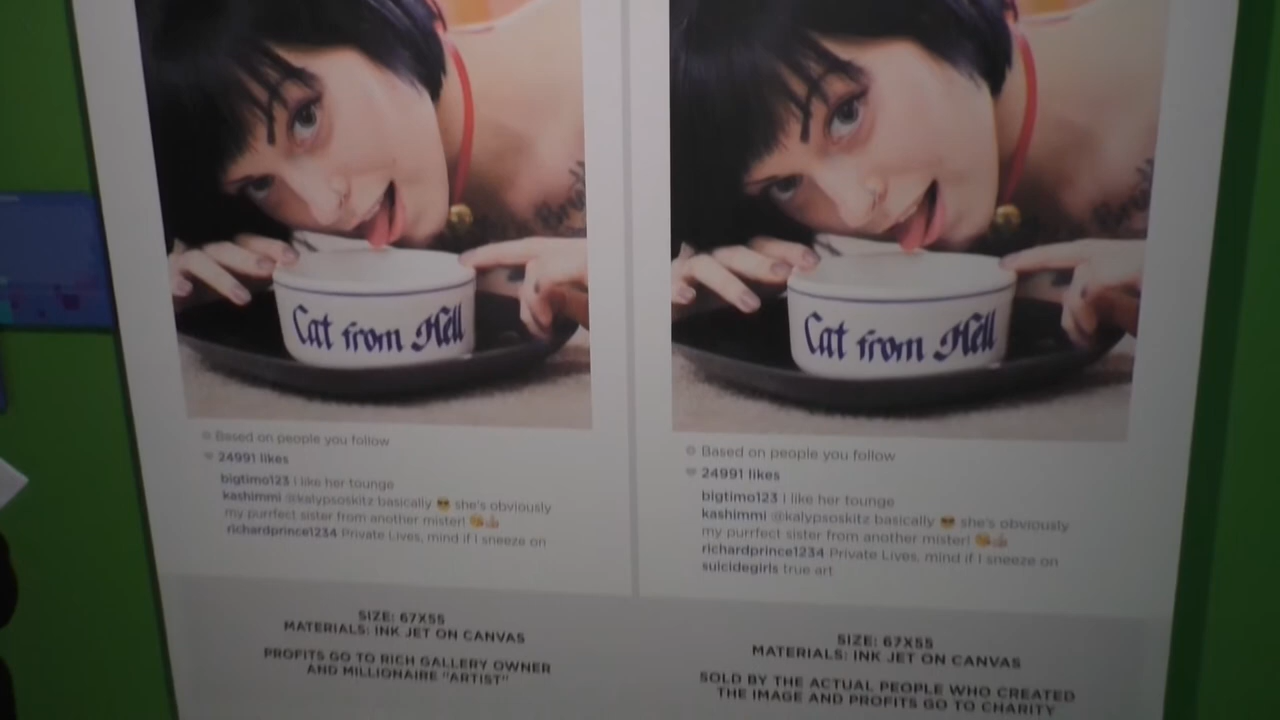 Cat from Hell
Based on people you follow
24991 likes
bigtimo123 I like her tounge
kashimmi @kalypsoskitz basically 😎 she's obviously
my purrfect sister from another mister! 😘👍
richardprince1234 Private Lives, mind if I sneeze on
SIZE: 67X55
MATERIALS: INK JET ON CANVAS
PROFITS GO TO RICH GALLERY OWNER
AND MILLIONAIRE "ARTIST"
Cat from Hell
Based on people you follow
24991 likes
bigtimo123 I like her tounge
kashimmi @kalypsoskitz basically 😎 she's obviously
my purrfect sister from another mister! 😘👍
richardprince1234 Private Lives, mind if I sneeze on
suicidegirls true art
SIZE: 67X55
MATERIALS: INK JET ON CANVAS
SOLD BY THE ACTUAL PEOPLE WHO CREATED
THE IMAGE AND PROFITS GO TO CHARITY